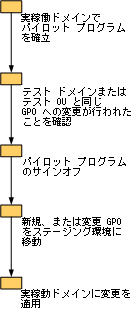 実稼働ドメインで
パイロット プログラム
を確立
テスト ドメインまたは
テスト OU と同じ
GPO への変更が行われた
ことを確認
パイロット プログラム
のサインオフ
新規、または変更 GPO
をステージング環境に
移動
実稼動ドメインに変更を
適用